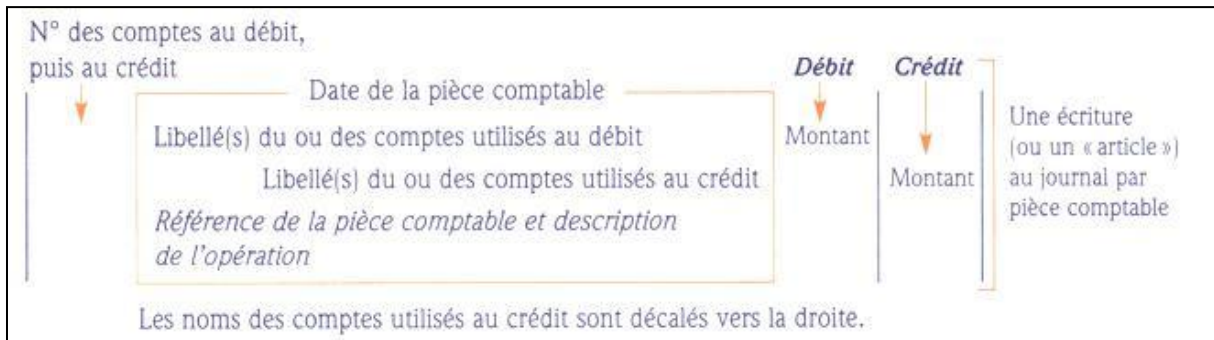 N° des comptes au débit,
puis au crédit
Débit Crédit
Date de la pièce comptable
Libellé(s) du ou des comptes utilisés au débit
Montant
Libellé(s) du ou des comptes utilisés au crédit
Montant
Référence de la pièce comptable et description
de l'opération
Une écriture
(ou un « article »)
au journal par
pièce comptable
Les noms des comptes utilisés au crédit sont décalés vers la droite.